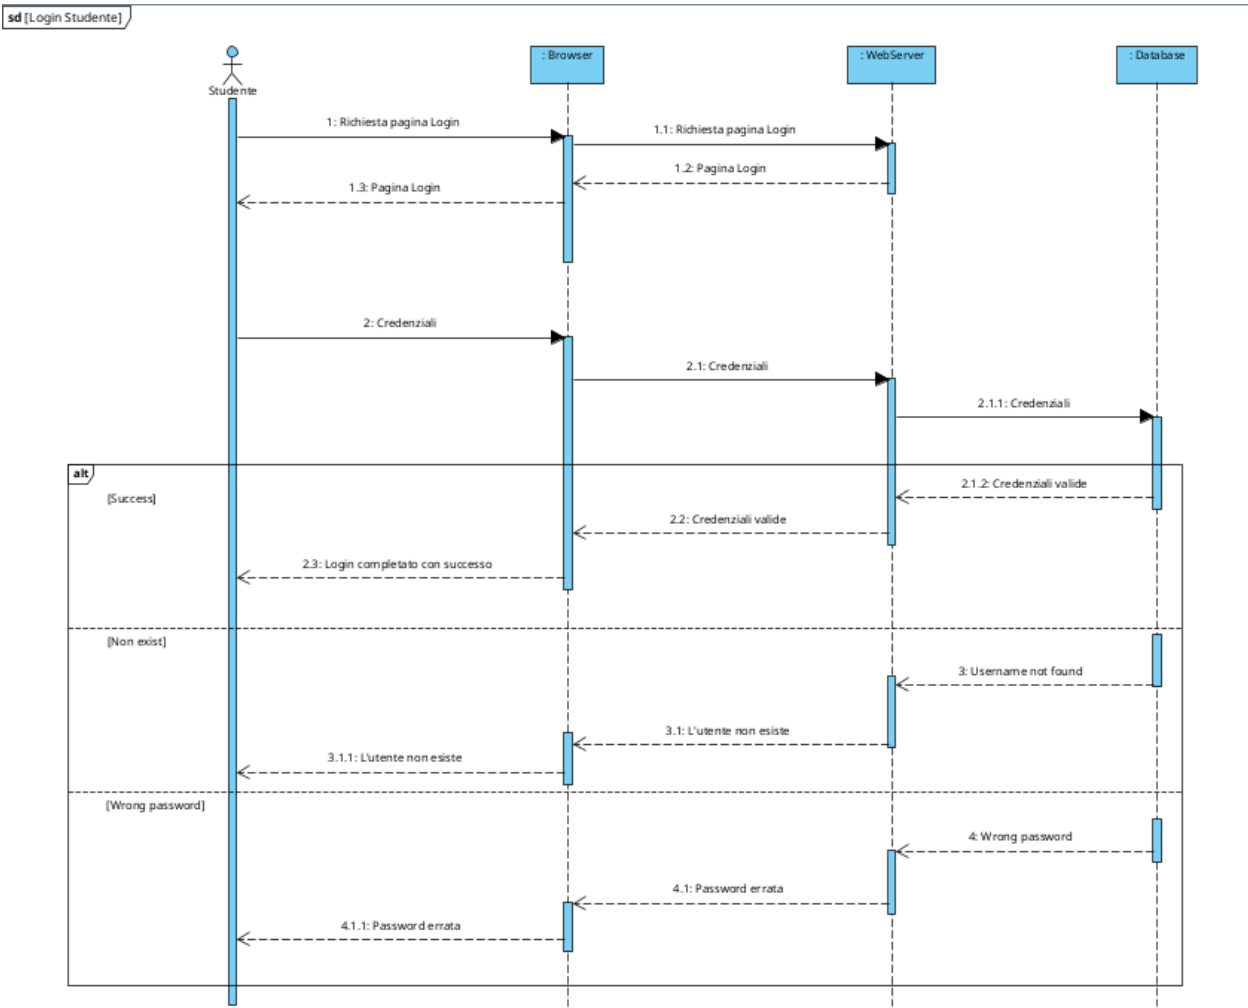 sd [Login Studente]
Studente
: Browser
: WebServer
: Database
1: Richiesta pagina Login
1.1: Richiesta pagina Login
1.2: Pagina Login
1.3: Pagina Login
2: Credenziali
2.1: Credenziali
2.1.1: Credenziali
alt
[Success]
2.1.2: Credenziali valide
2.2: Credenziali valide
2.3: Login completato con successo
[Non exist]
3: Username not found
3.1: L'utente non esiste
3.1.1: L'utente non esiste
[Wrong password]
4: Wrong password
4.1: Password errata
4.1.1: Password errata